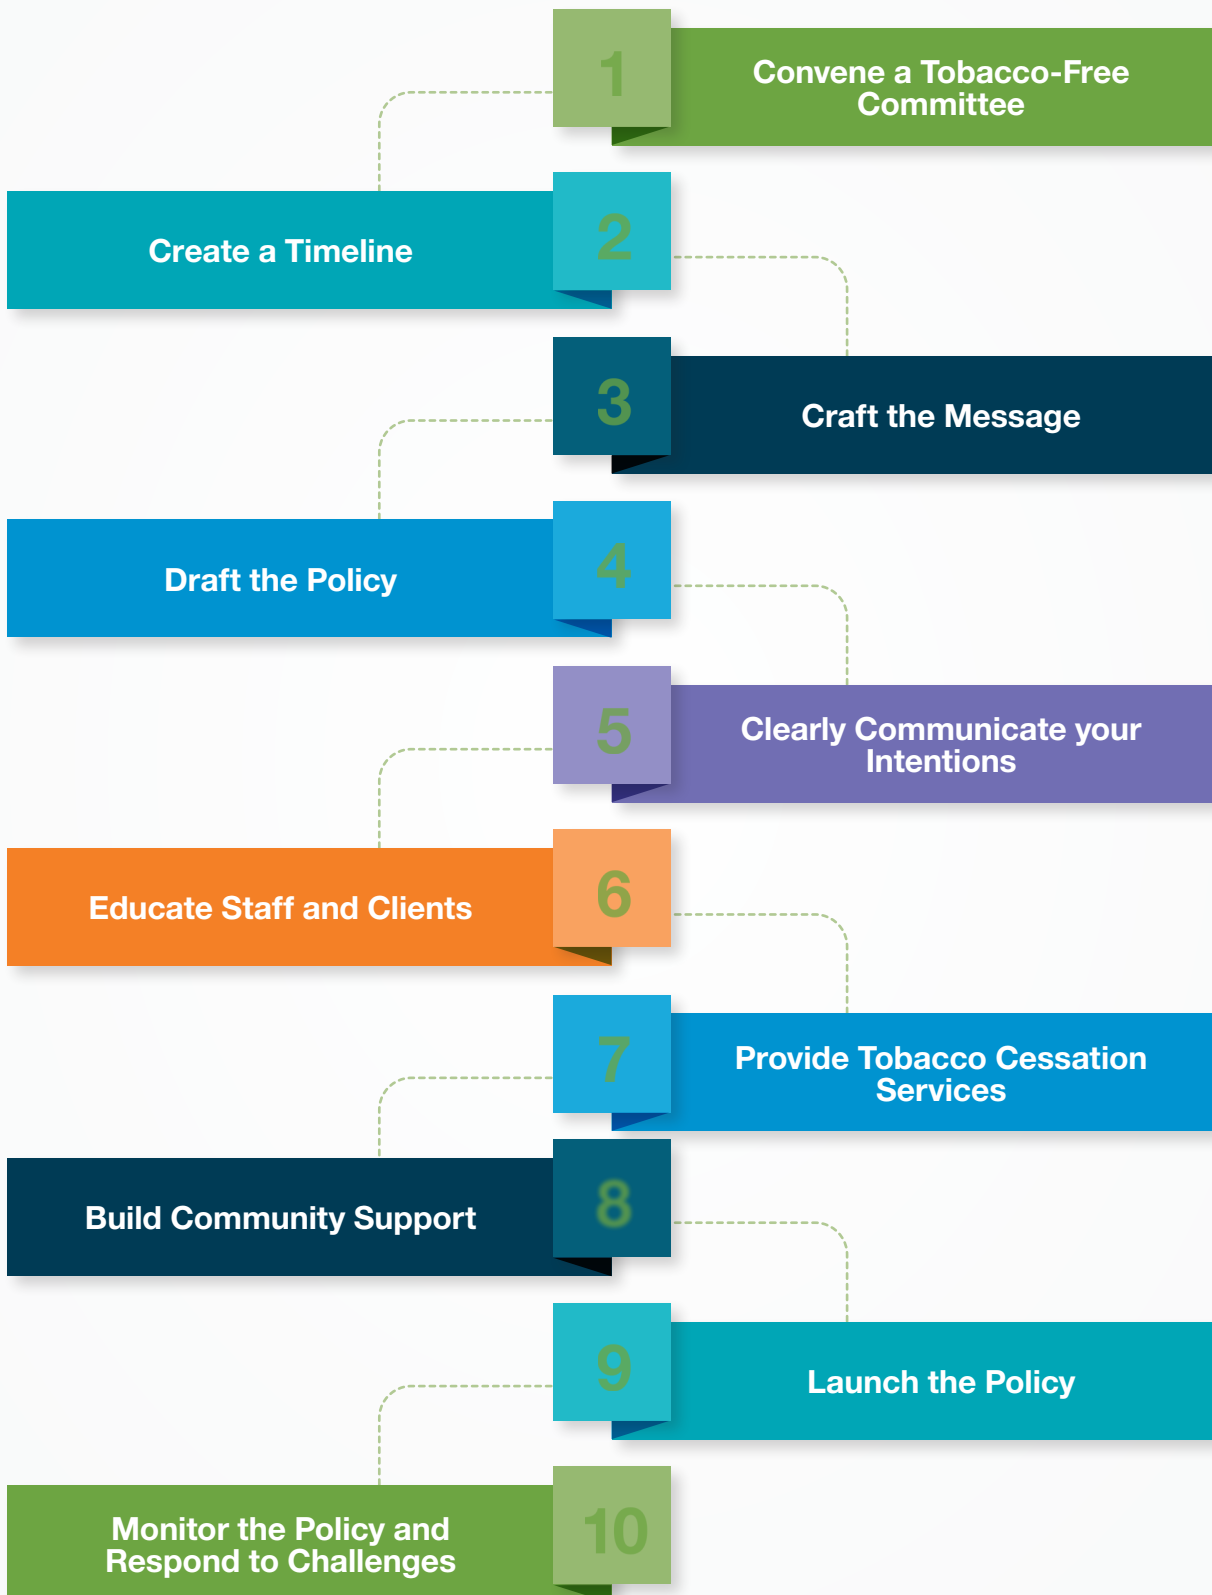 1
Convene a Tobacco-Free
Committee
2
Create a Timeline
3
Craft the Message
4
Draft the Policy
5
Clearly Communicate your
Intentions
6
Educate Staff and Clients
7
Provide Tobacco Cessation
Services
8
Build Community Support
9
Launch the Policy
10
Monitor the Policy and
Respond to Challenges